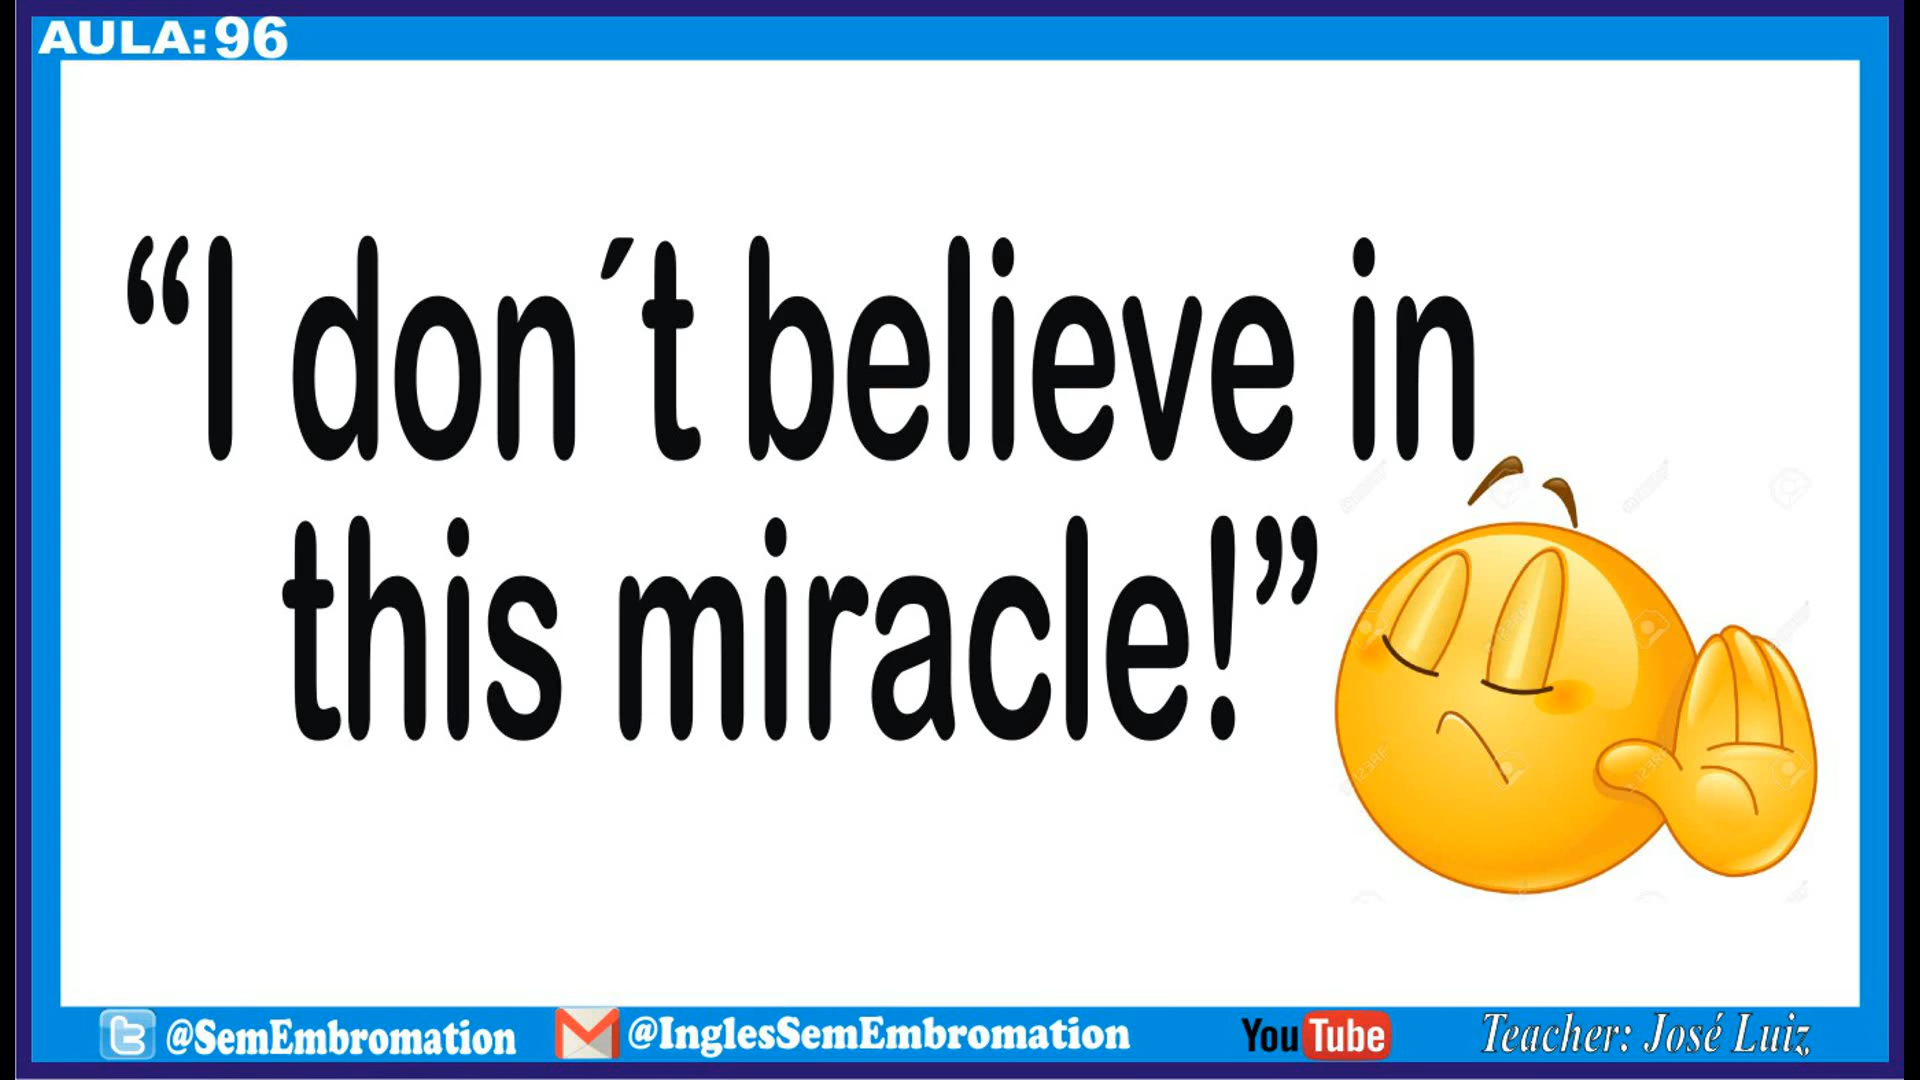 AULA: 96
“I don´t believe in
this miracle!”
@SemEmbromation @InglesSemEmbromation YouTube Teacher: José Luiz